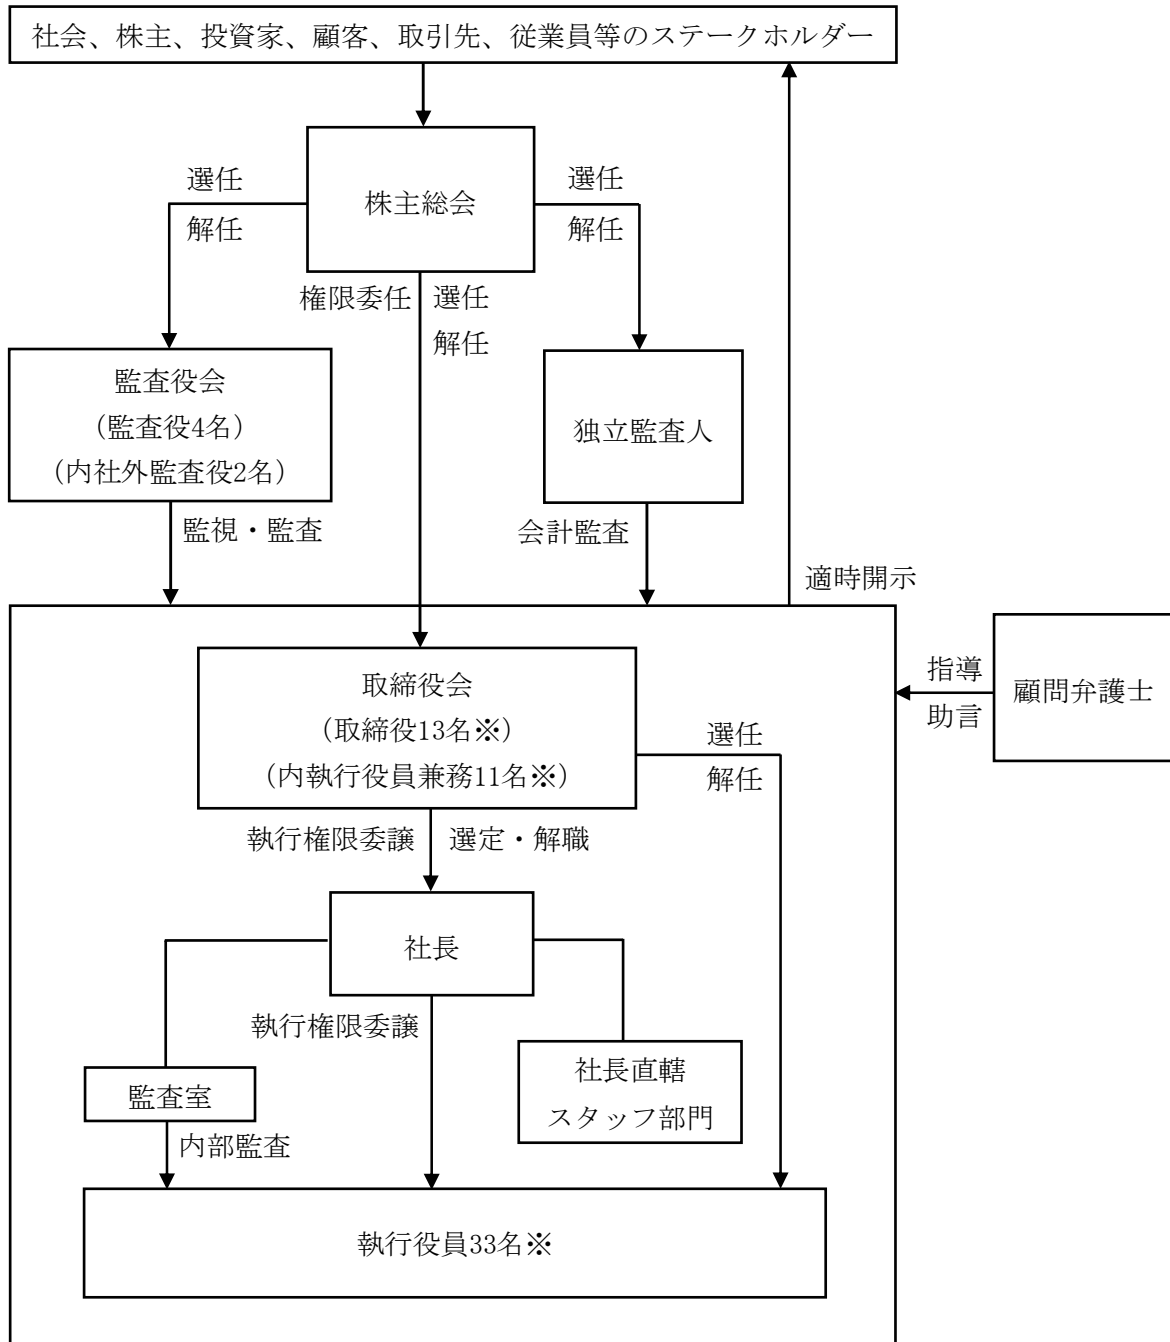 社会、株主、投資家、顧客、取引先、従業員等のステークホルダー
株主総会
選任
解任
選任
解任
権限委任
選任
解任
監査役会
(監査役4名)
(内社外監査役2名)
独立監査人
監視・監査
会計監査
適時開示
取締役会
(取締役13名※)
(内執行役員兼務11名※)
指導
助言
顧問弁護士
選任
解任
執行権限委譲
選定・解職
社長
執行権限委譲
監査室
社長直轄
スタッフ部門
内部監査
執行役員33名※